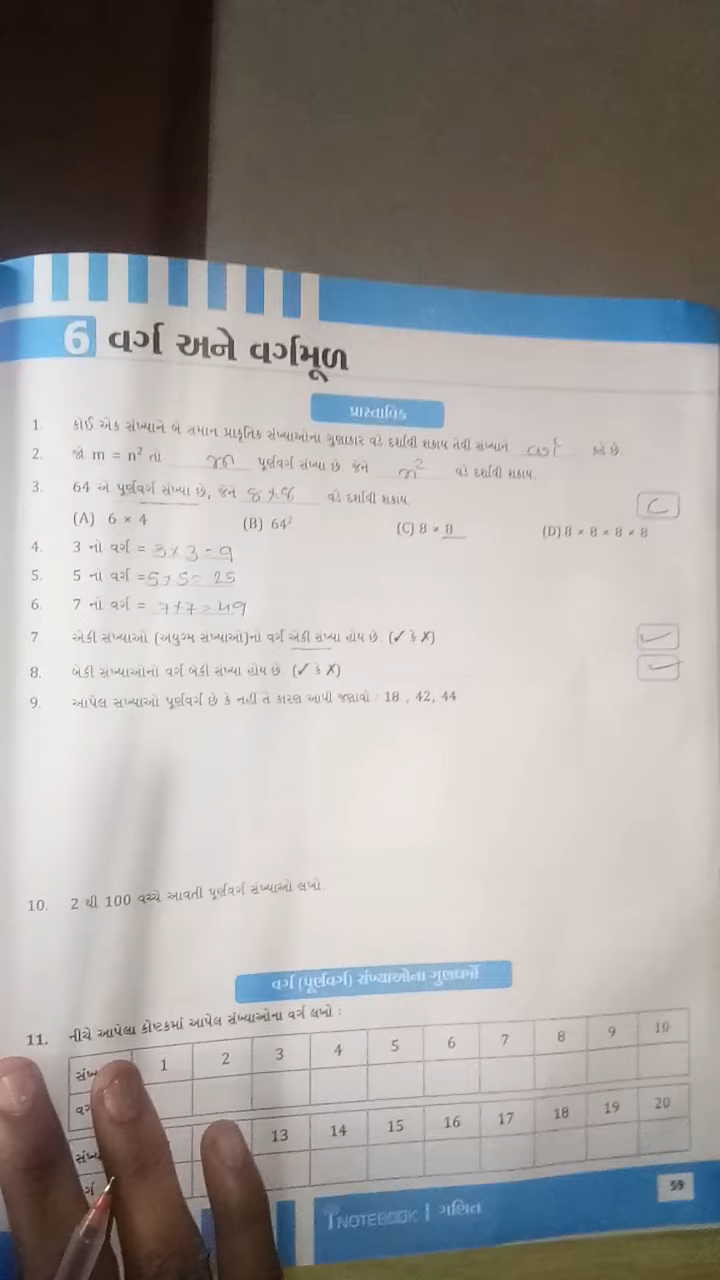 6 વર્ગ અને વર્ગમૂળ
પ્રાસ્તાવિક
1. કોઈ એક સંખ્યાને બે સમાન પ્રાકૃતિક સંખ્યાઓના ગુણાકાર વડે દર્શાવી શકાય તેવી સંખ્યાને વર્ગ કહે છે.
2. જો m = n² તો m પૂર્ણવર્ગ સંખ્યા છે જેને n² વડે દર્શાવી શકાય.
3. 64 એ પૂર્ણવર્ગ સંખ્યા છે, જેને 8 × 8 વડે દર્શાવી શકાય. C
(A) 6 × 4 (B) 64² (C) 8 × 8 (D) 8 × 8 × 8 × 8
4. 3 નો વર્ગ = 3 × 3 = 9
5. 5 નો વર્ગ = 5 × 5 = 25
6. 7 નો વર્ગ = 7 × 7 = 49
7 એકી સંખ્યાઓ (અયુગ્મ સંખ્યાઓ)નો વર્ગ એકી સંખ્યા હોય છે. (✓ કે ✗) ✓
8. બેકી સંખ્યાઓનો વર્ગ બેકી સંખ્યા હોય છે (✓ કે ✗) ✓
9. આપેલ સંખ્યાઓ પૂર્ણવર્ગ છે કે નહીં તે કારણ આપી જણાવો : 18 , 42, 44
10. 2 થી 100 વચ્ચે આવતી પૂર્ણવર્ગ સંખ્યાઓ લખો.
વર્ગ (પૂર્ણવર્ગ) સંખ્યાઓના ગુણધર્મો
11. નીચે આપેલા કોષ્ટકમાં આપેલ સંખ્યાઓના વર્ગ લખો :
1 2 3 4 5 6 7 8 9 10
13 14 15 16 17 18 19 20
NOTEBOOK | ગણિત
59